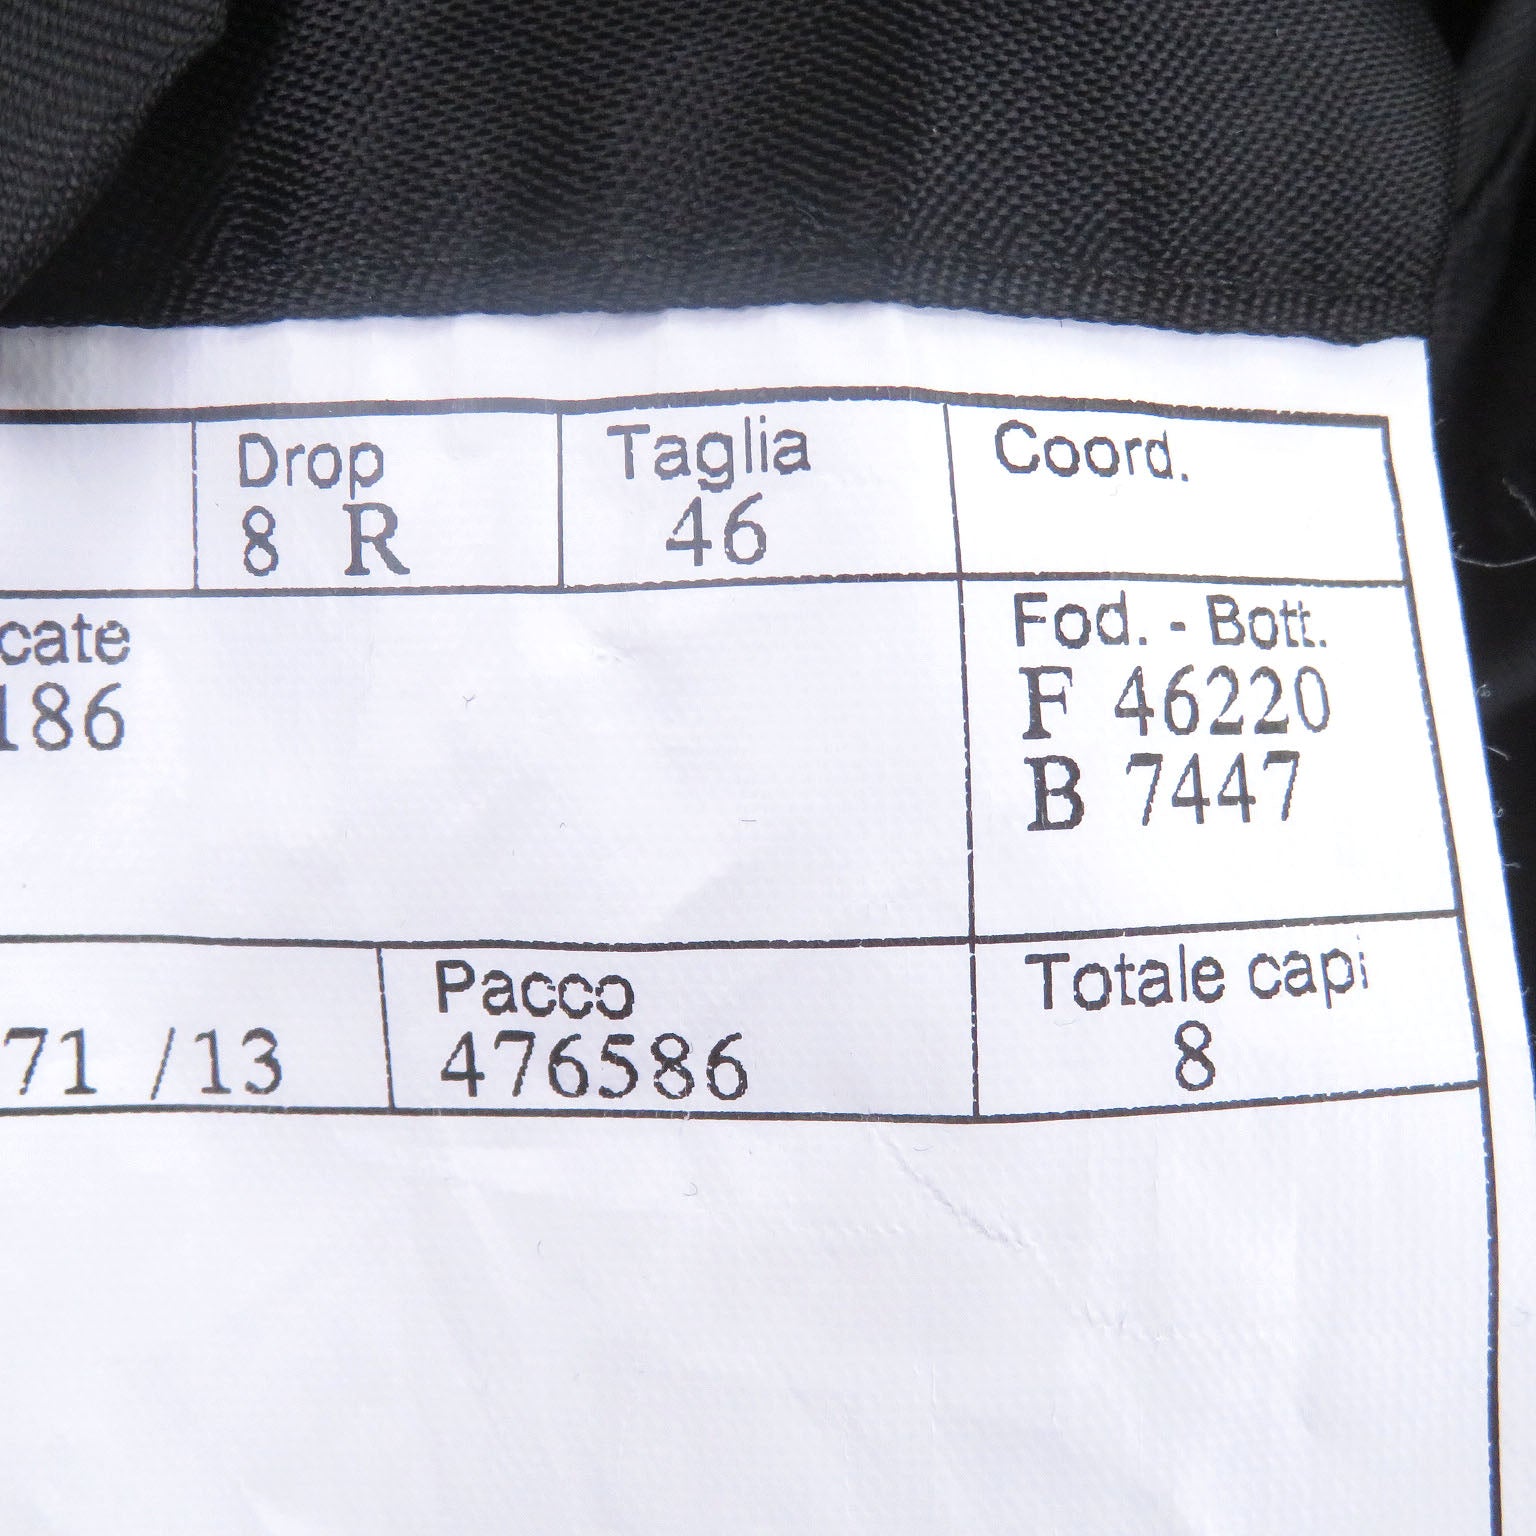 Drop Taglia Coord.
8 R 46
cate Fod. - Bott.
186 F 46220
B 7447
Pacco Totale capi
71 /13 476586 8